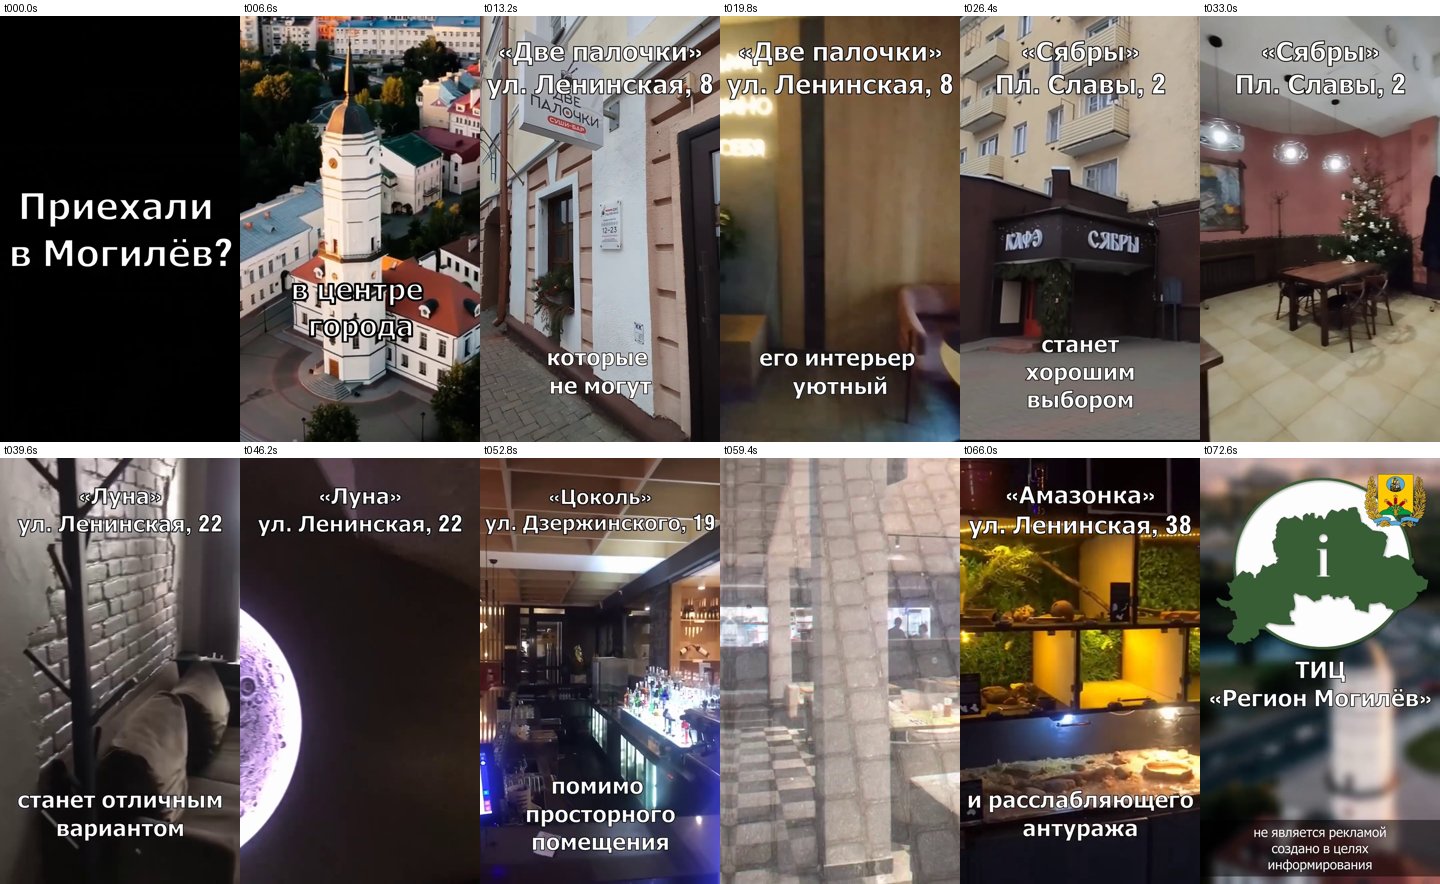 t000.0s
Приехали
в Могилёв?
t006.6s
в центре
города
t013.2s
«Две палочки»
ул. Ленинская, 8
ДВЕ
ПАЛОЧКИ
СУШИ-БАР
12-23
которые
не могут
t019.8s
«Две палочки»
ул. Ленинская, 8
его интерьер
уютный
t026.4s
«Сябры»
Пл. Славы, 2
КАФЭ
СЯБРЫ
станет
хорошим
выбором
t033.0s
«Сябры»
Пл. Славы, 2
t039.6s
«Луна»
ул. Ленинская, 22
станет отличным
вариантом
t046.2s
«Луна»
ул. Ленинская, 22
t052.8s
«Цоколь»
ул. Дзержинского, 19
помимо
просторного
помещения
t059.4s
t066.0s
«Амазонка»
ул. Ленинская, 38
и расслабляющего
антуража
t072.6s
i
ТИЦ
«Регион Могилёв»
не является рекламой
создано в целях
информирования